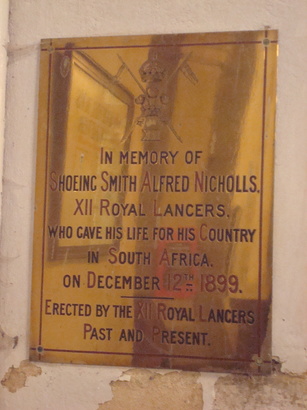 IN MEMORY OF
SHOEING SMITH ALFRED NICHOLLS.
XII ROYAL LANCERS.
WHO GAVE HIS LIFE FOR HIS COUNTRY
IN SOUTH AFRICA.
ON DECEMBER 12TH 1899.
ERECTED BY THE XII ROYAL LANCERS
PAST AND PRESENT.